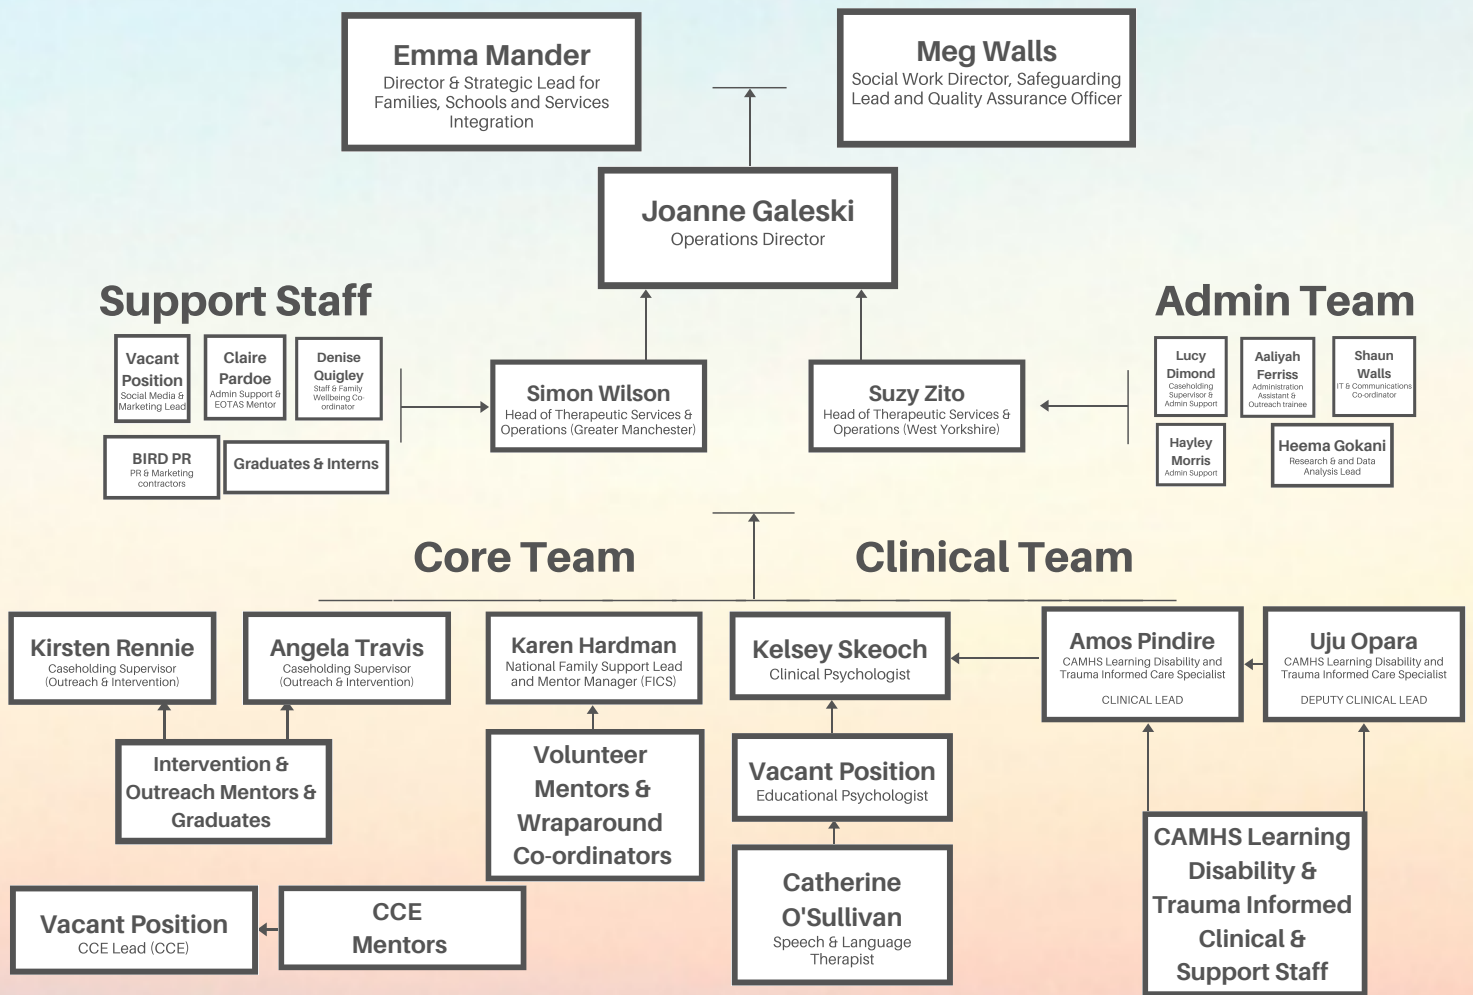 Emma Mander
Director & Strategic Lead for
Families, Schools and Services
Integration
Meg Walls
Social Work Director, Safeguarding
Lead and Quality Assurance Officer
Joanne Galeski
Operations Director
Support Staff
Vacant
Position
Social Media &
Marketing Lead
Claire
Pardoe
Admin Support &
EOTAS Mentor
Denise
Quigley
Staff & Family
Wellbeing Co-
ordinator
BIRD PR
PR & Marketing
contractors
Graduates & Interns
Simon Wilson
Head of Therapeutic Services &
Operations (Greater Manchester)
Suzy Zito
Head of Therapeutic Services &
Operations (West Yorkshire)
Admin Team
Lucy
Dimond
Caseholding
Supervisor &
Admin Support
Aaliyah
Ferriss
Administration
Assistant &
Outreach trainee
Shaun
Walls
IT & Communications
Co-ordinator
Hayley
Morris
Admin Support
Heema Gokani
Research & and Data
Analysis Lead
Core Team
Clinical Team
Kirsten Rennie
Caseholding Supervisor
(Outreach & Intervention)
Angela Travis
Caseholding Supervisor
(Outreach & Intervention)
Karen Hardman
National Family Support Lead
and Mentor Manager (FICS)
Kelsey Skeoch
Clinical Psychologist
Amos Pindire
CAMHS Learning Disability and
Trauma Informed Care Specialist
CLINICAL LEAD
Uju Opara
CAMHS Learning Disability and
Trauma Informed Care Specialist
DEPUTY CLINICAL LEAD
Intervention &
Outreach Mentors &
Graduates
Volunteer
Mentors &
Wraparound
Co-ordinators
Vacant Position
Educational Psychologist
Catherine
O'Sullivan
Speech & Language
Therapist
CAMHS Learning
Disability &
Trauma Informed
Clinical &
Support Staff
Vacant Position
CCE Lead (CCE)
CCE
Mentors